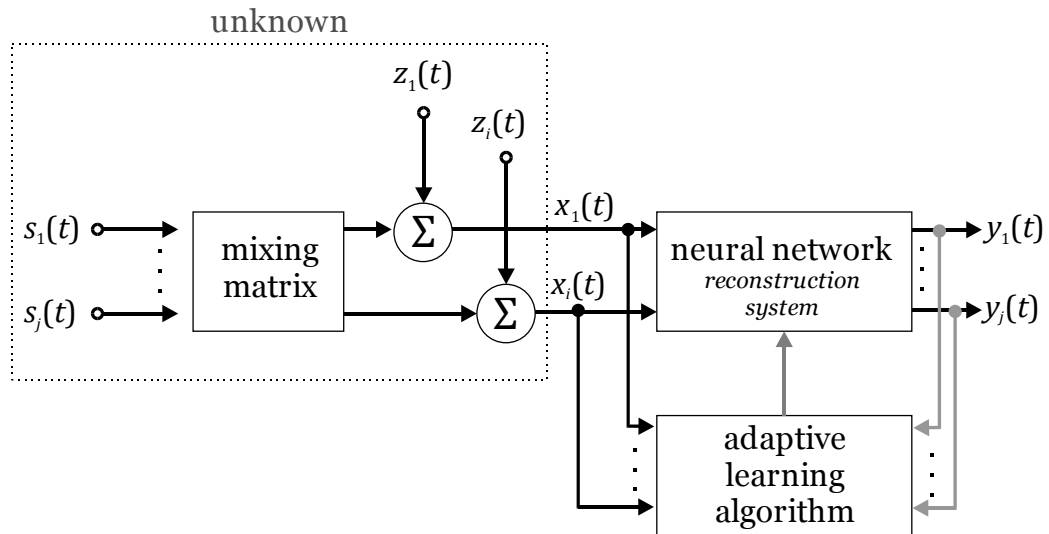 unknown
z₁(t)
zᵢ(t)
s₁(t)
sⱼ(t)
mixing
matrix
Σ
Σ
x₁(t)
xᵢ(t)
neural network
reconstruction
system
y₁(t)
yⱼ(t)
adaptive
learning
algorithm